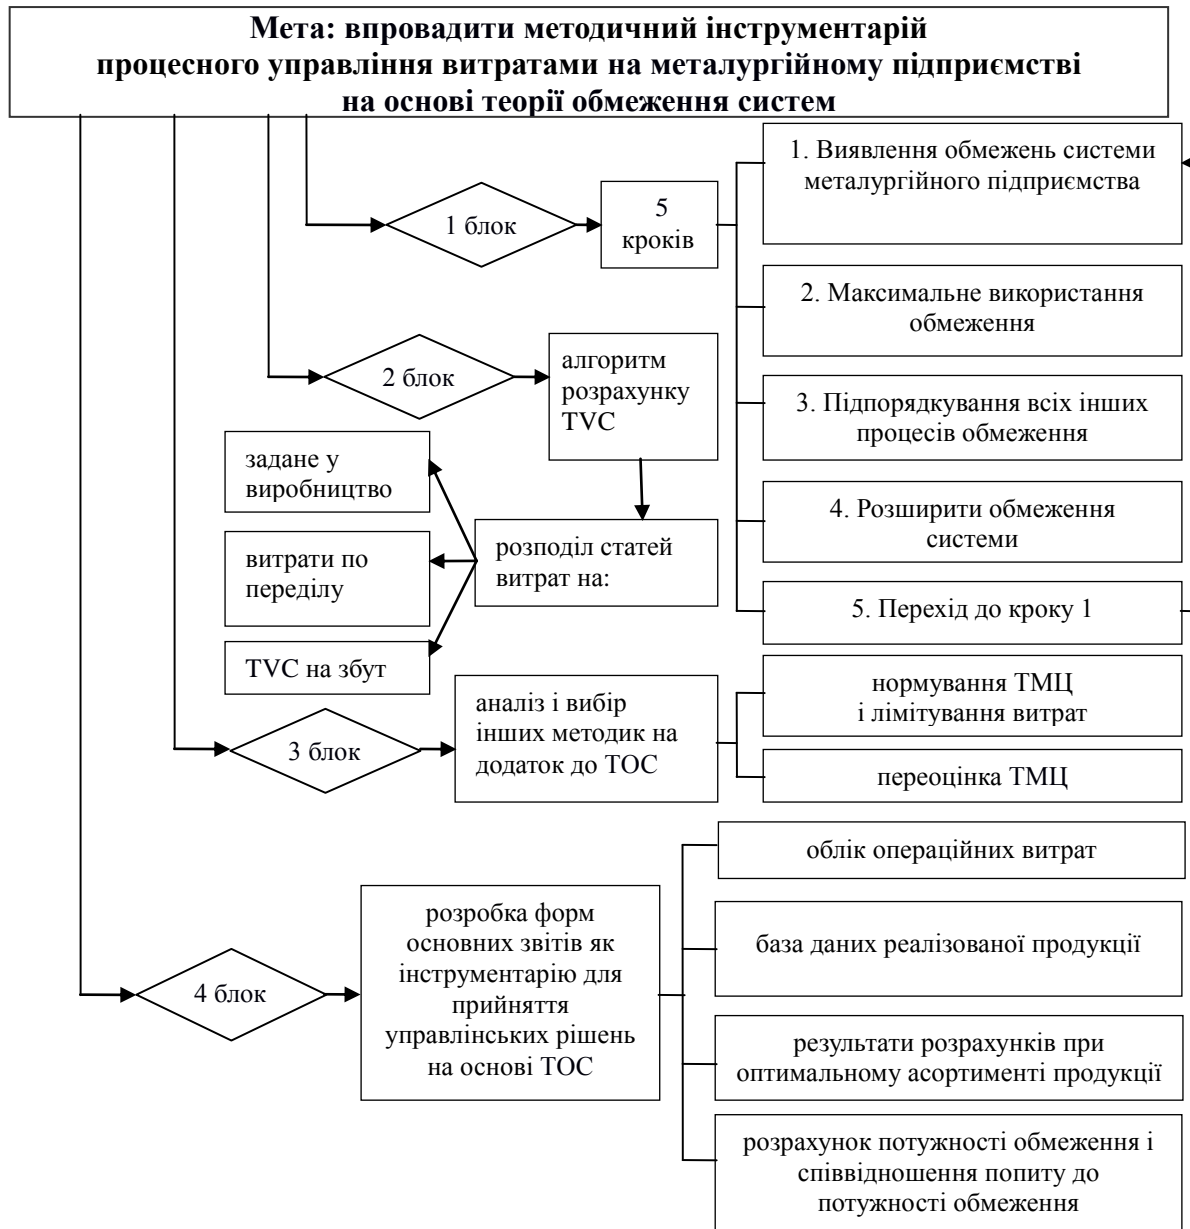 Мета: впровадити методичний інструментарій
процесного управління витратами на металургійному підприємстві
на основі теорії обмеження систем
1 блок
5
кроків
1. Виявлення обмежень системи
металургійного підприємства
2. Максимальне використання
обмеження
3. Підпорядкування всіх інших
процесів обмеження
4. Розширити обмеження
системи
5. Перехід до кроку 1
2 блок
алгоритм
розрахунку
TVC
розподіл статей
витрат на:
задане у
виробництво
витрати по
переділу
TVC на збут
3 блок
аналіз і вибір
інших методик на
додаток до ТОС
нормування ТМЦ
і лімітування витрат
переоцінка ТМЦ
4 блок
розробка форм
основних звітів як
інструментарію для
прийняття
управлінських рішень
на основі ТОС
облік операційних витрат
база даних реалізованої продукції
результати розрахунків при
оптимальному асортименті продукції
розрахунок потужності обмеження і
співвідношення попиту до
потужності обмеження